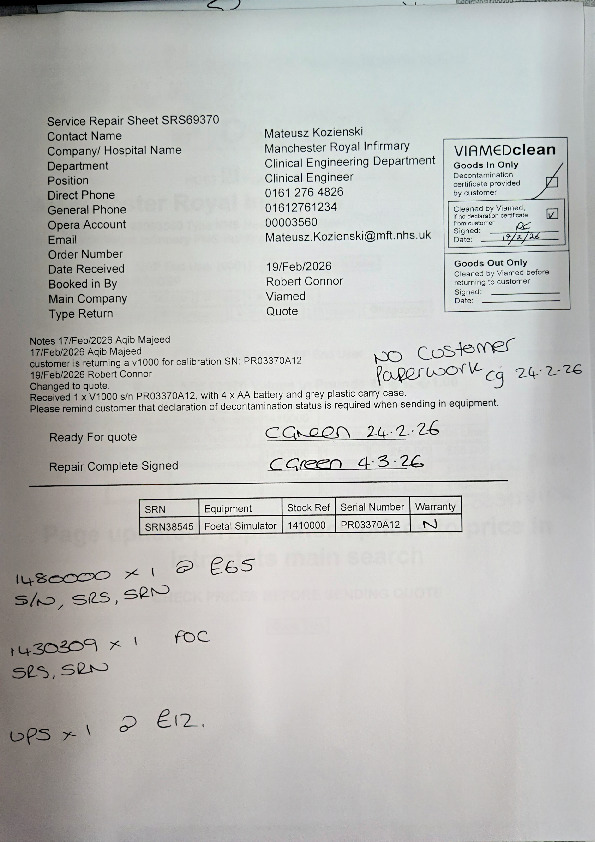 Service Repair Sheet SRS69370
Contact Name Mateusz Kozienski
Company/ Hospital Name Manchester Royal Infirmary
Department Clinical Engineering Department
Position Clinical Engineer
Direct Phone 0161 276 4826
General Phone 01612761234
Opera Account 00003560
Email Mateusz.Kozienski@mft.nhs.uk
Order Number
Date Received 19/Feb/2026
Booked in By Robert Connor
Main Company Viamed
Type Return Quote
VIAMEDclean
Goods In Only
Decontamination
certificate provided
by customer
Cleaned by Viamed,
if no declaration certificate
from customer
Signed:
Date: 19/2/26
Goods Out Only
Cleaned by Viamed before
returning to customer
Signed:
Date:
Notes 17/Feb/2026 Aqib Majeed
17/Feb/2026 Aqib Majeed
customer is returning a v1000 for calibration SN: PR03370A12
19/Feb/2026 Robert Connor
Changed to quote.
Received 1 x V1000 s/n PR03370A12, with 4 x AA battery and grey plastic carry case.
Please remind customer that declaration of decontamination status is required when sending in equipment.
NO CUSTOMER
PAPERWORK cg 24.2.26
Ready For quote CGreen 24.2.26
Repair Complete Signed CGreen 4.3.26
SRN Equipment Stock Ref Serial Number Warranty
SRN38545 Foetal Simulator 1410000 PR03370A12 N
1480000 x 1 @ £65
S/N, SRS, SRN
1430309 x 1 FOC
SRS, SRN
UPS x 1 @ £12.